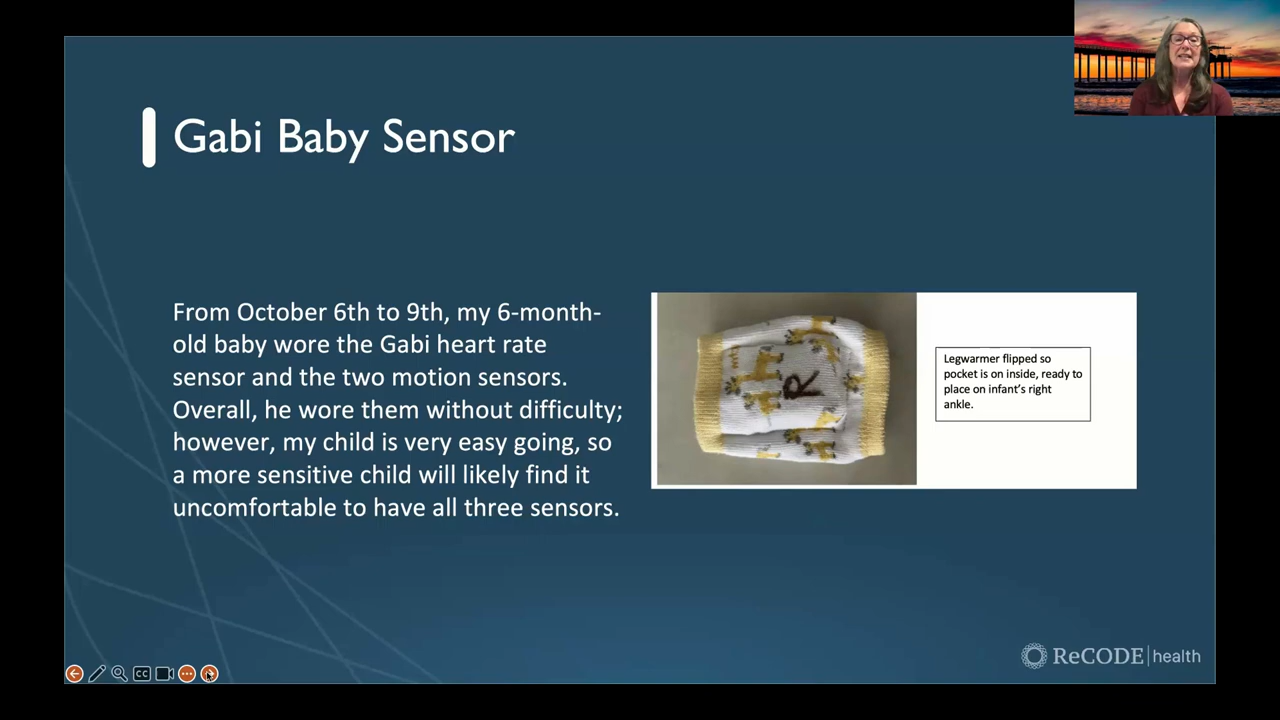 Gabi Baby Sensor
From October 6th to 9th, my 6-month-
old baby wore the Gabi heart rate
sensor and the two motion sensors.
Overall, he wore them without difficulty;
however, my child is very easy going, so
a more sensitive child will likely find it
uncomfortable to have all three sensors.
R
Legwarmer flipped so
pocket is on inside, ready to
place on infant's right
ankle.
CC
ReCODE health